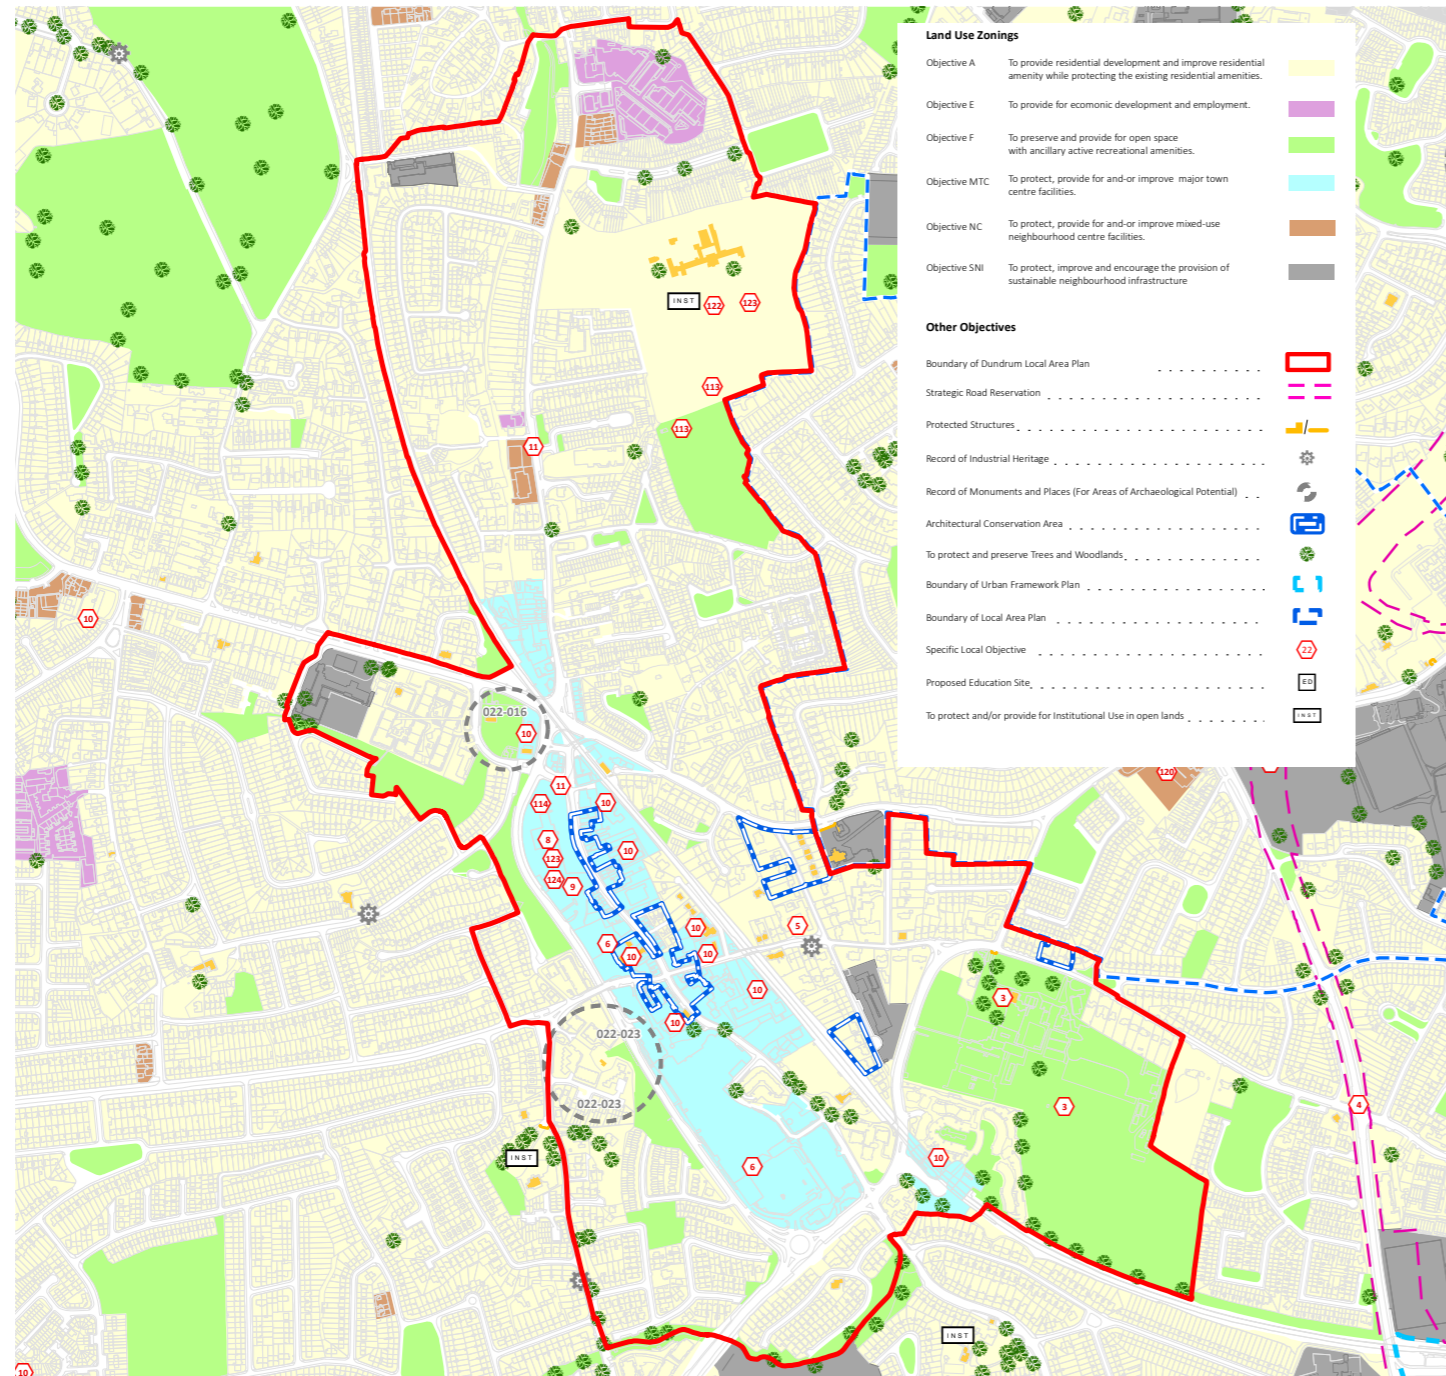 Land Use Zonings
Objective A To provide residential development and improve residential
amenity while protecting the existing residential amenities.
Objective E To provide for ecomonic development and employment.
Objective F To preserve and provide for open space
with ancillary active recreational amenities.
Objective MTC To protect, provide for and-or improve major town
centre facilities.
Objective NC To protect, provide for and-or improve mixed-use
neighbourhood centre facilities.
Objective SNI To protect, improve and encourage the provision of
sustainable neighbourhood infrastructure
Other Objectives
Boundary of Dundrum Local Area Plan
Strategic Road Reservation
Protected Structures
Record of Industrial Heritage
Record of Monuments and Places (For Areas of Archaeological Potential)
Architectural Conservation Area
To protect and preserve Trees and Woodlands
Boundary of Urban Framework Plan
Boundary of Local Area Plan
Specific Local Objective 22
Proposed Education Site ED
To protect and/or provide for Institutional Use in open lands INST
INST
122
123
113
113
11
10
022-016
10
120
11
114
10
8
10
123
124
9
5
10
6
10
10
10
3
10
022-023
022-023
3
4
INST
10
6
INST
10